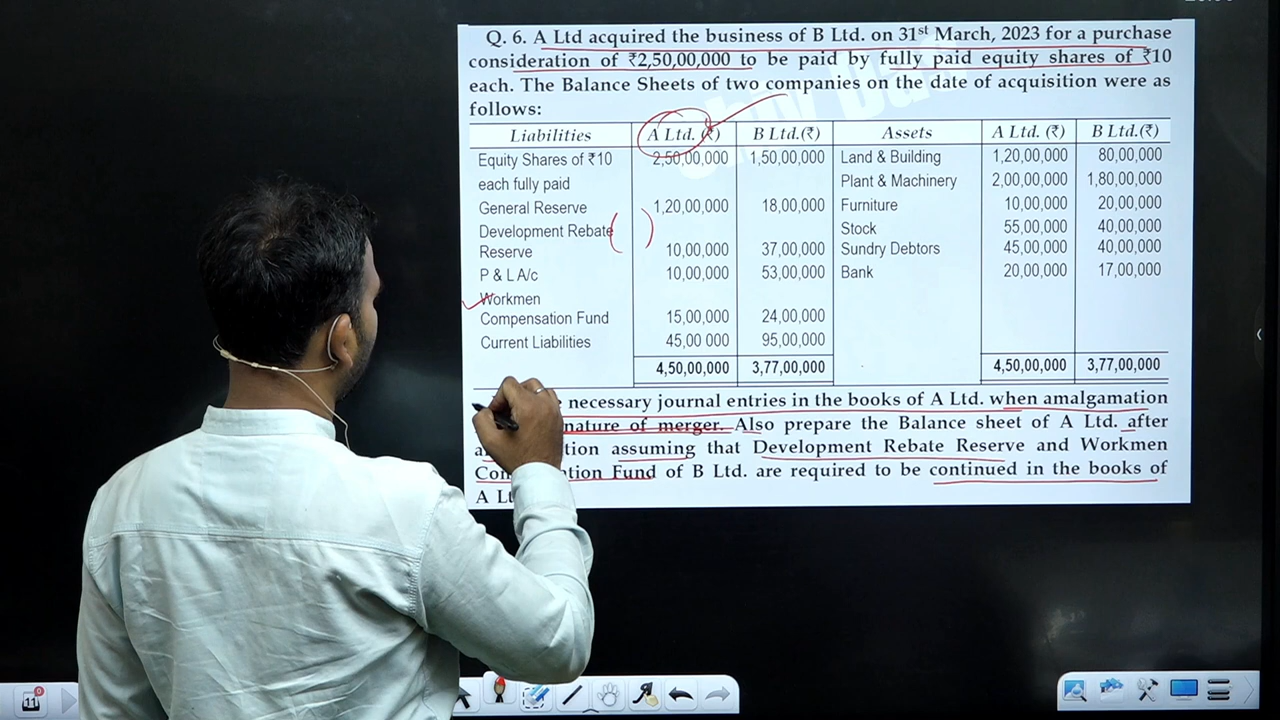 Q. 6. A Ltd acquired the business of B Ltd. on 31st March, 2023 for a purchase
consideration of ₹2,50,00,000 to be paid by fully paid equity shares of ₹10
each. The Balance Sheets of two companies on the date of acquisition were as
follows:
Liabilities A Ltd. (₹) B Ltd.(₹) Assets A Ltd. (₹) B Ltd.(₹)
Equity Shares of ₹10 2,50,00,000 1,50,00,000 Land & Building 1,20,00,000 80,00,000
each fully paid Plant & Machinery 2,00,00,000 1,80,00,000
General Reserve 1,20,00,000 18,00,000 Furniture 10,00,000 20,00,000
Development Rebate Stock 55,00,000 40,00,000
Reserve 10,00,000 37,00,000 Sundry Debtors 45,00,000 40,00,000
P & L A/c 10,00,000 53,00,000 Bank 20,00,000 17,00,000
Workmen
Compensation Fund 15,00,000 24,00,000
Current Liabilities 45,00 000 95,00,000
4,50,00,000 3,77,00,000 4,50,00,000 3,77,00,000
necessary journal entries in the books of A Ltd. when amalgamation
nature of merger. Also prepare the Balance sheet of A Ltd. after
assuming that Development Rebate Reserve and Workmen
Fund of B Ltd. are required to be continued in the books of
A
11